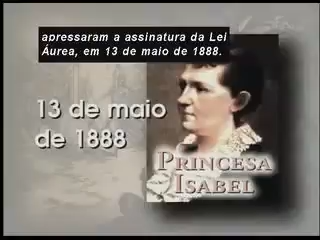 apressaram a assinatura da Lei
Áurea, em 13 de maio de 1888.
13 de maio
de 1888
PRINCESA
ISABEL